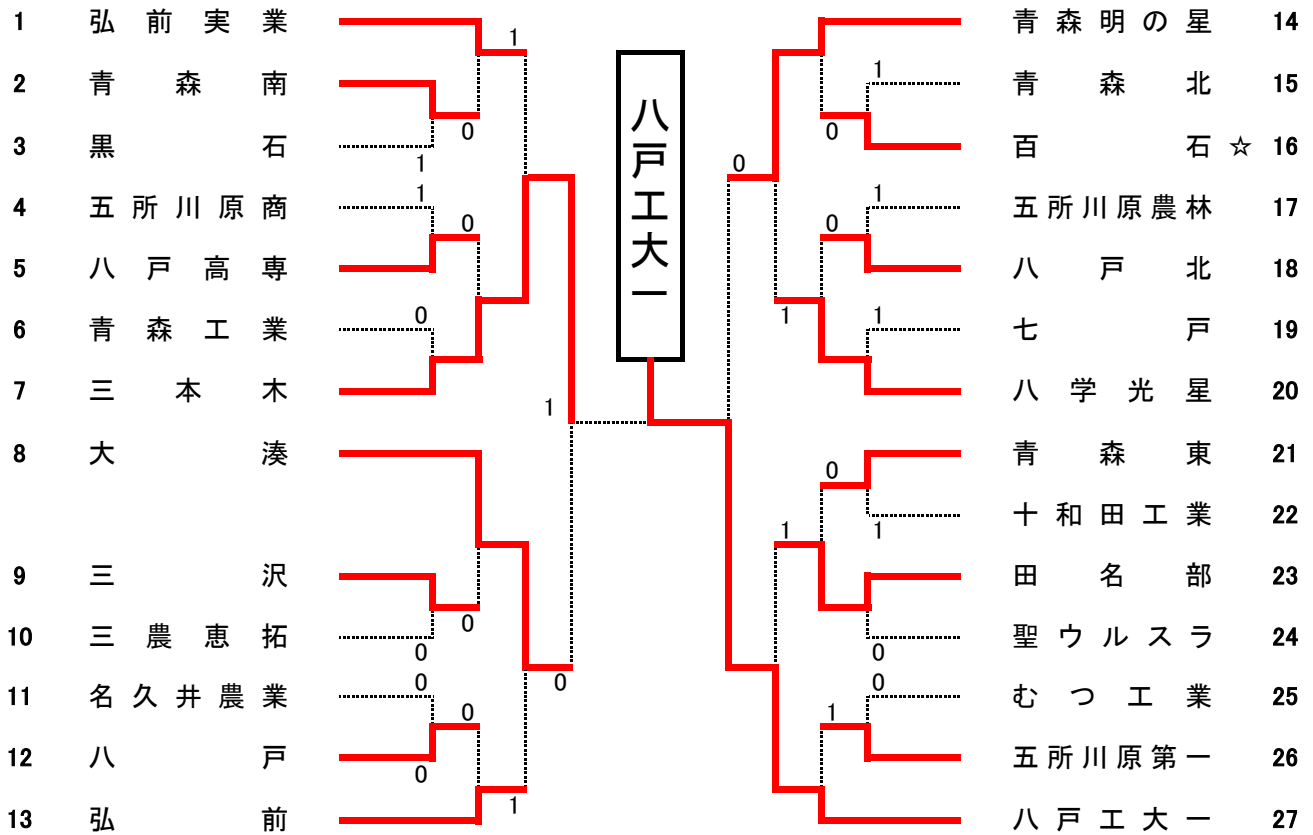 1 弘前実業
1
2 青森南
0
3 黒石
1
4 五所川原商
1
0
5 八戸高専
6 青森工業
0
7 三本木
1
8 大湊
9 三沢
0
10 三農恵拓
0
0
11 名久井農業
0
0
12 八戸
0
13 弘前
1
八戸工大一
青森明の星 14
青森北 15
1
0
百石 ☆ 16
0
五所川原農林 17
1
0
八戸北 18
七戸 19
1
1
八学光星 20
青森東 21
0
十和田工業 22
1
1
田名部 23
聖ウルスラ 24
0
むつ工業 25
0
1
五所川原第一 26
八戸工大一 27